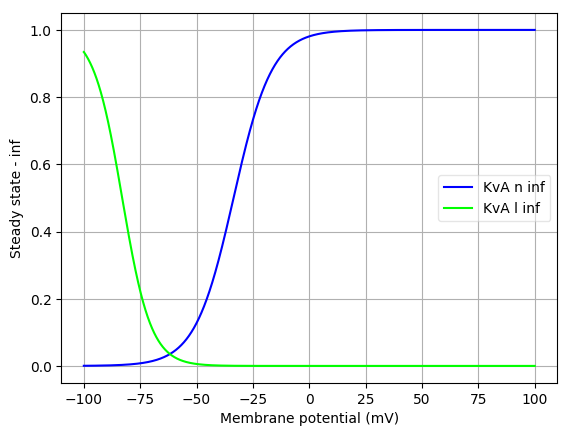 1.0
0.8
0.6
0.4
0.2
0.0
Steady state - inf
KvA n inf
KvA l inf
−100 −75 −50 −25 0 25 50 75 100
Membrane potential (mV)